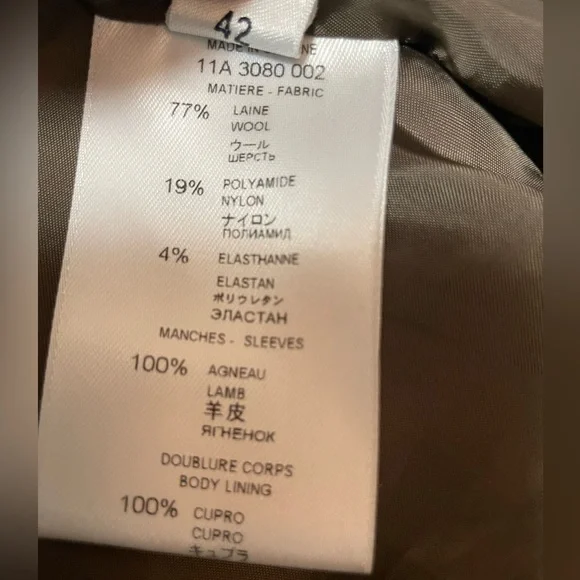 42
MADE IN
11A 3080 002
MATIERE - FABRIC
77% LAINE
WOOL
ウール
ШЕРСТЬ
19% POLYAMIDE
NYLON
ナイロン
ПОЛИАМИД
4% ELASTHANNE
ELASTAN
ポリウレタン
ЭЛАСТАН
MANCHES - SLEEVES
100% AGNEAU
LAMB
羊皮
ЯГНЕНОК
DOUBLURE CORPS
BODY LINING
100% CUPRO
CUPRO
キュプラ